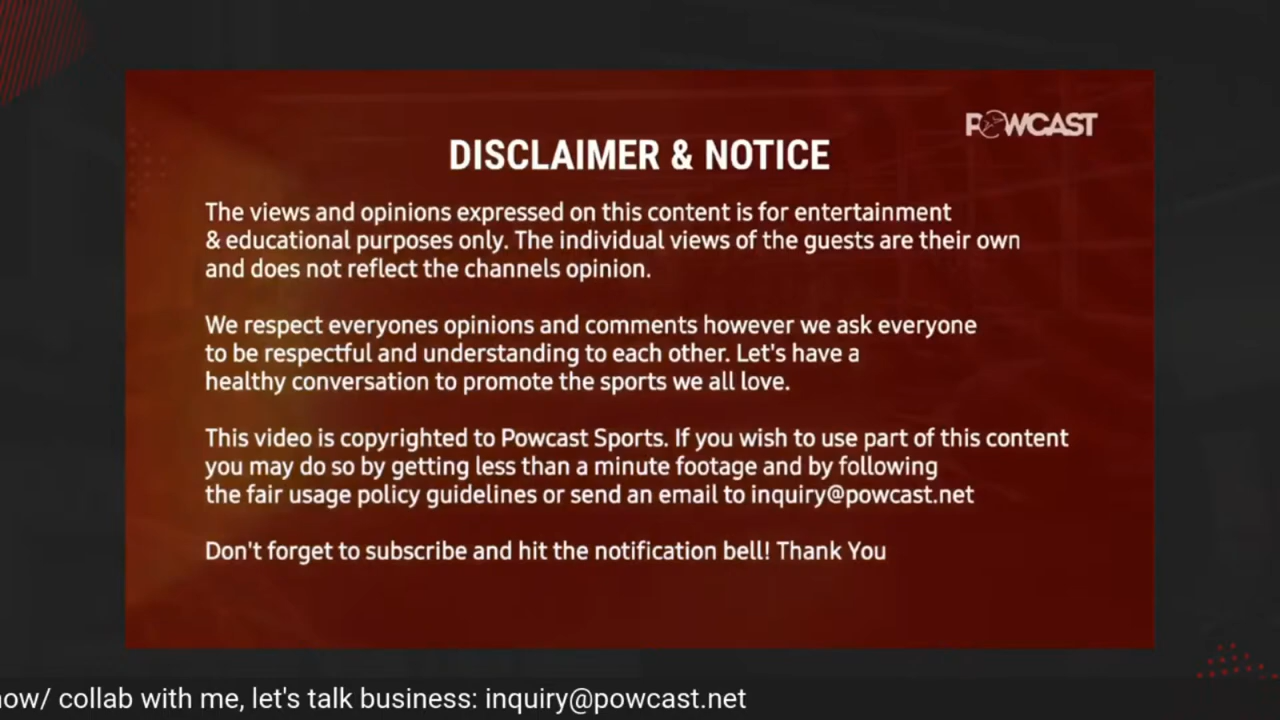 POWCAST
DISCLAIMER & NOTICE
The views and opinions expressed on this content is for entertainment
& educational purposes only. The individual views of the guests are their own
and does not reflect the channels opinion.
We respect everyones opinions and comments however we ask everyone
to be respectful and understanding to each other. Let's have a
healthy conversation to promote the sports we all love.
This video is copyrighted to Powcast Sports. If you wish to use part of this content
you may do so by getting less than a minute footage and by following
the fair usage policy guidelines or send an email to inquiry@powcast.net
Don't forget to subscribe and hit the notification bell! Thank You
collab with me, let's talk business: inquiry@powcast.net